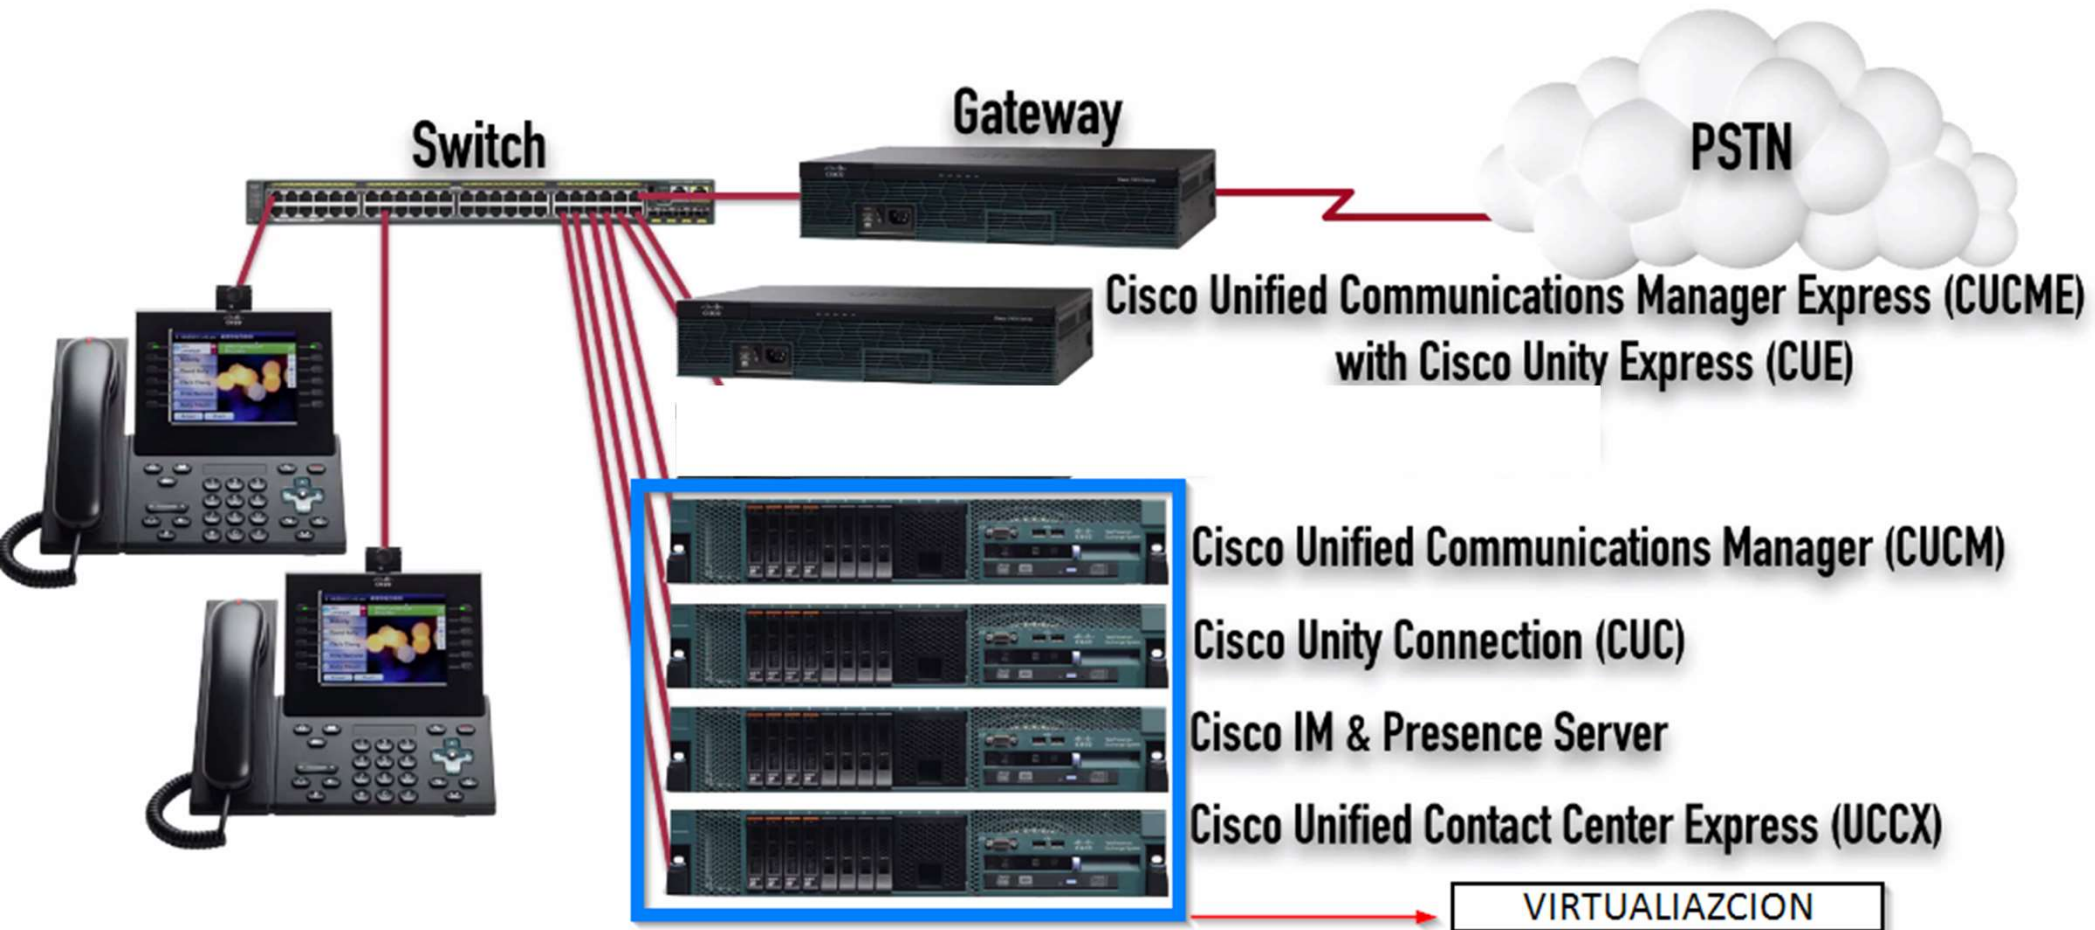 Switch
Gateway
PSTN
Cisco Unified Communications Manager Express (CUCME)
with Cisco Unity Express (CUE)
Cisco Unified Communications Manager (CUCM)
Cisco Unity Connection (CUC)
Cisco IM & Presence Server
Cisco Unified Contact Center Express (UCCX)
VIRTUALIAZCION